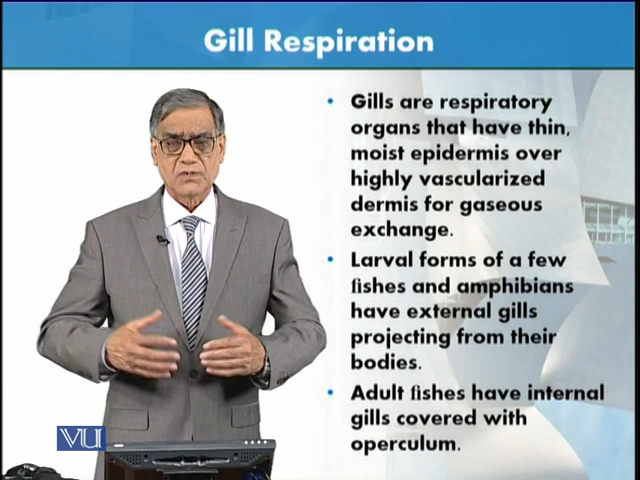 Gill Respiration
• Gills are respiratory
organs that have thin,
moist epidermis over
highly vascularized
dermis for gaseous
exchange.
• Larval forms of a few
fishes and amphibians
have external gills
projecting from their
bodies.
• Adult fishes have internal
gills covered with
operculum.
VU